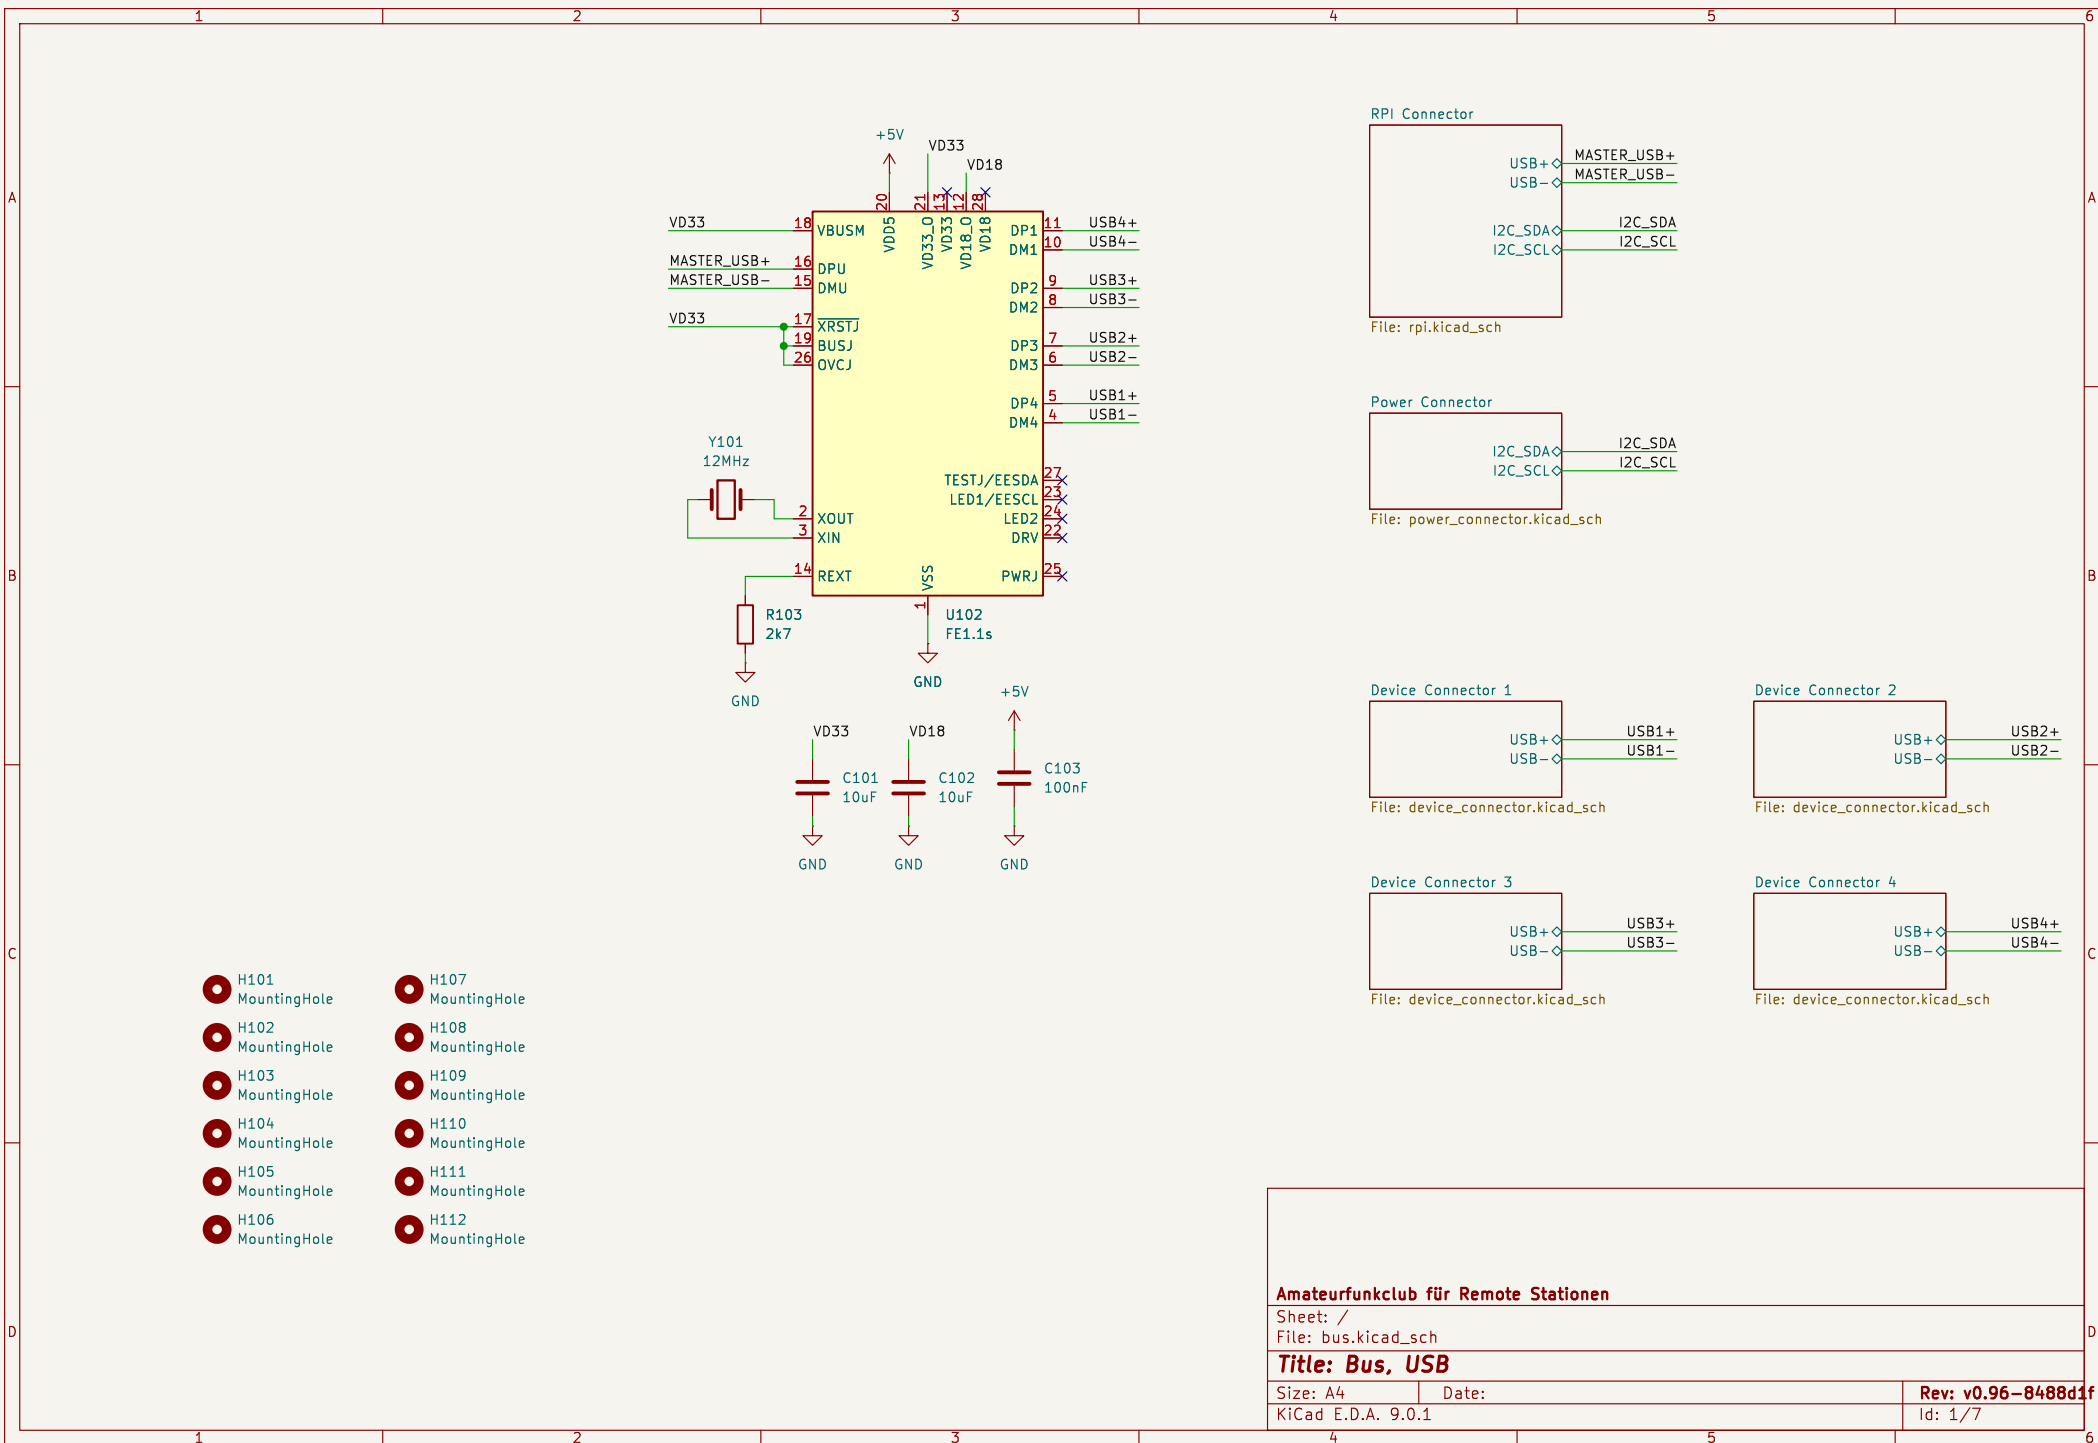 1 2 3 4 5 6
A
B
C
D
A
B
C
D
1 2 3 4 5 6
+5V
VD33
VD18
20
21
13
12
28
VDD5
VD33_O
VD33
VD18_O
VD18
VD33
18 VBUSM
MASTER_USB+
16 DPU
MASTER_USB-
15 DMU
VD33
17 XRSTJ
19 BUSJ
26 OVCJ
Y101
12MHz
2 XOUT
3 XIN
14 REXT
R103
2k7
GND
DP1 11 USB4+
DM1 10 USB4-
DP2 9 USB3+
DM2 8 USB3-
DP3 7 USB2+
DM3 6 USB2-
DP4 5 USB1+
DM4 4 USB1-
TESTJ/EESDA 27
LED1/EESCL 23
LED2 24
DRV 22
PWRJ 25
VSS
1
U102
FE1.1s
GND
VD33
C101
10uF
GND
VD18
C102
10uF
GND
+5V
C103
100nF
GND
RPI Connector
USB+ MASTER_USB+
USB- MASTER_USB-
I2C_SDA I2C_SDA
I2C_SCL I2C_SCL
File: rpi.kicad_sch
Power Connector
I2C_SDA I2C_SDA
I2C_SCL I2C_SCL
File: power_connector.kicad_sch
Device Connector 1
USB+ USB1+
USB- USB1-
File: device_connector.kicad_sch
Device Connector 2
USB+ USB2+
USB- USB2-
File: device_connector.kicad_sch
Device Connector 3
USB+ USB3+
USB- USB3-
File: device_connector.kicad_sch
Device Connector 4
USB+ USB4+
USB- USB4-
File: device_connector.kicad_sch
H101
MountingHole
H102
MountingHole
H103
MountingHole
H104
MountingHole
H105
MountingHole
H106
MountingHole
H107
MountingHole
H108
MountingHole
H109
MountingHole
H110
MountingHole
H111
MountingHole
H112
MountingHole
Amateurfunkclub für Remote Stationen
Sheet: /
File: bus.kicad_sch
Title: Bus, USB
Size: A4 Date: Rev: v0.96-8488d1f
KiCad E.D.A. 9.0.1 Id: 1/7